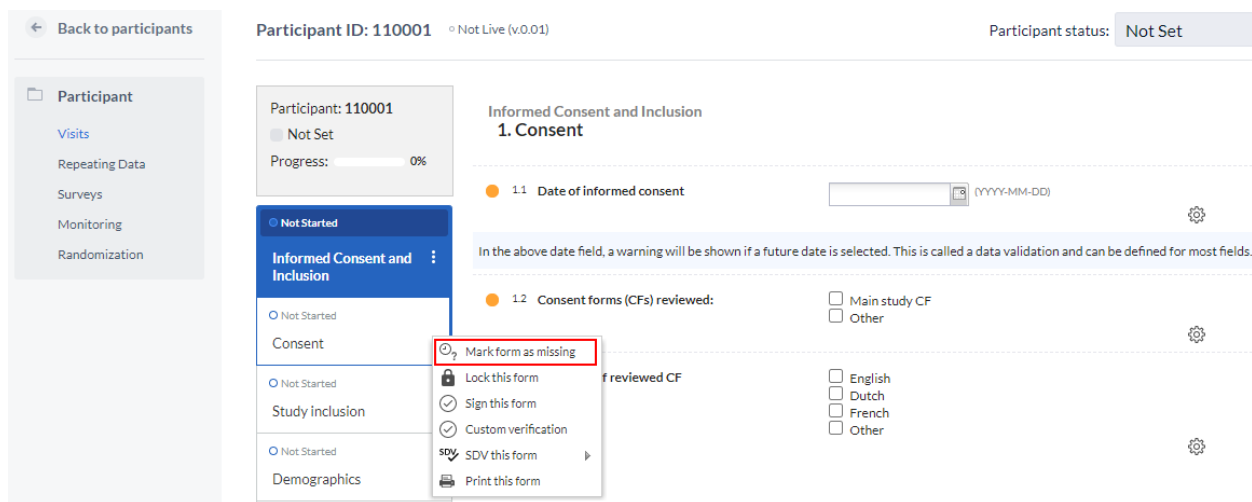 Back to participants
Participant ID: 110001
Not Live (v.0.01)
Participant status: Not Set
Participant
Visits
Repeating Data
Surveys
Monitoring
Randomization
Participant: 110001
Not Set
Progress: 0%
Not Started
Informed Consent and
Inclusion
Not Started
Consent
Not Started
Study inclusion
Not Started
Demographics
Mark form as missing
Lock this form
Sign this form
Custom verification
SDV SDV this form
Print this form
Informed Consent and Inclusion
1. Consent
1.1 Date of informed consent (YYYY-MM-DD)
In the above date field, a warning will be shown if a future date is selected. This is called a data validation and can be defined for most fields.
1.2 Consent forms (CFs) reviewed:
Main study CF
Other
f reviewed CF
English
Dutch
French
Other